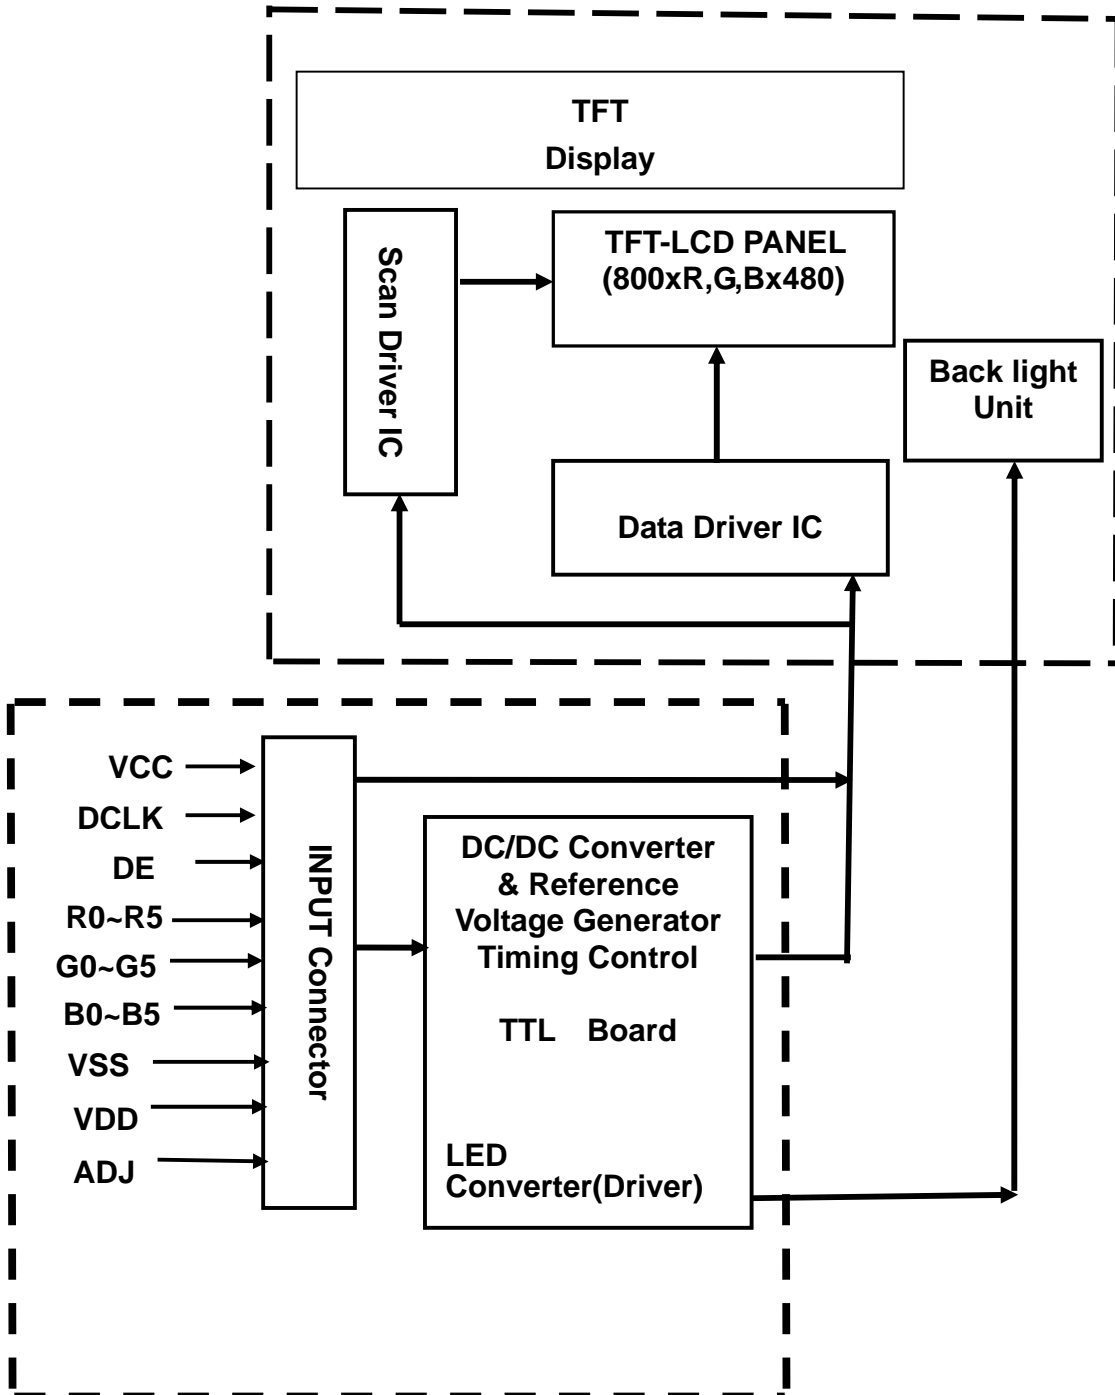 TFT
Display
Scan Driver IC
TFT-LCD PANEL
(800xR,G,Bx480)
Back light
Unit
Data Driver IC
VCC
DCLK
DE
R0~R5
G0~G5
B0~B5
VSS
VDD
ADJ
INPUT Connector
DC/DC Converter
& Reference
Voltage Generator
Timing Control
TTL Board
LED
Converter(Driver)